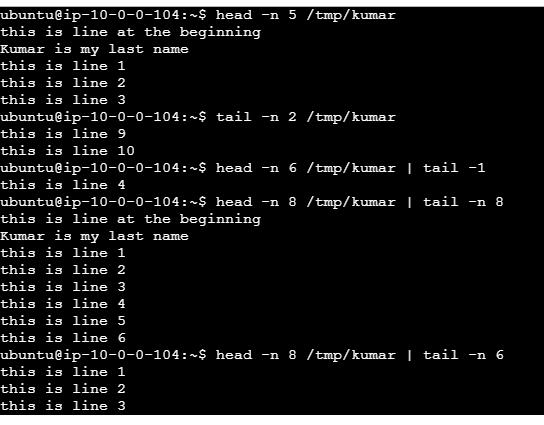 ubuntu@ip-10-0-0-104:~$ head -n 5 /tmp/kumar
this is line at the beginning
Kumar is my last name
this is line 1
this is line 2
this is line 3
ubuntu@ip-10-0-0-104:~$ tail -n 2 /tmp/kumar
this is line 9
this is line 10
ubuntu@ip-10-0-0-104:~$ head -n 6 /tmp/kumar | tail -1
this is line 4
ubuntu@ip-10-0-0-104:~$ head -n 8 /tmp/kumar | tail -n 8
this is line at the beginning
Kumar is my last name
this is line 1
this is line 2
this is line 3
this is line 4
this is line 5
this is line 6
ubuntu@ip-10-0-0-104:~$ head -n 8 /tmp/kumar | tail -n 6
this is line 1
this is line 2
this is line 3